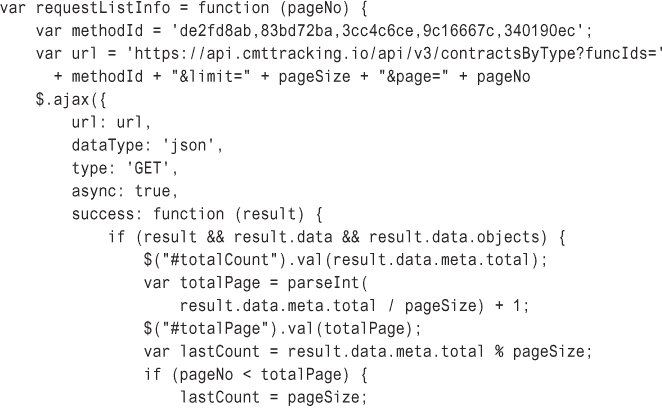 var requestListInfo = function (pageNo) {
    var methodId = 'de2fd8ab,83bd72ba,3cc4c6ce,9c16667c,340190ec';
    var url = 'https://api.cmttracking.io/api/v3/contractsByType?funcIds='
      + methodId + "&limit=" + pageSize + "&page=" + pageNo
    $.ajax({
        url: url,
        dataType: 'json',
        type: 'GET',
        async: true,
        success: function (result) {
            if (result && result.data && result.data.objects) {
                $("#totalCount").val(result.data.meta.total);
                var totalPage = parseInt(
                    result.data.meta.total / pageSize) + 1;
                $("#totalPage").val(totalPage);
                var lastCount = result.data.meta.total % pageSize;
                if (pageNo < totalPage) {
                    lastCount = pageSize;